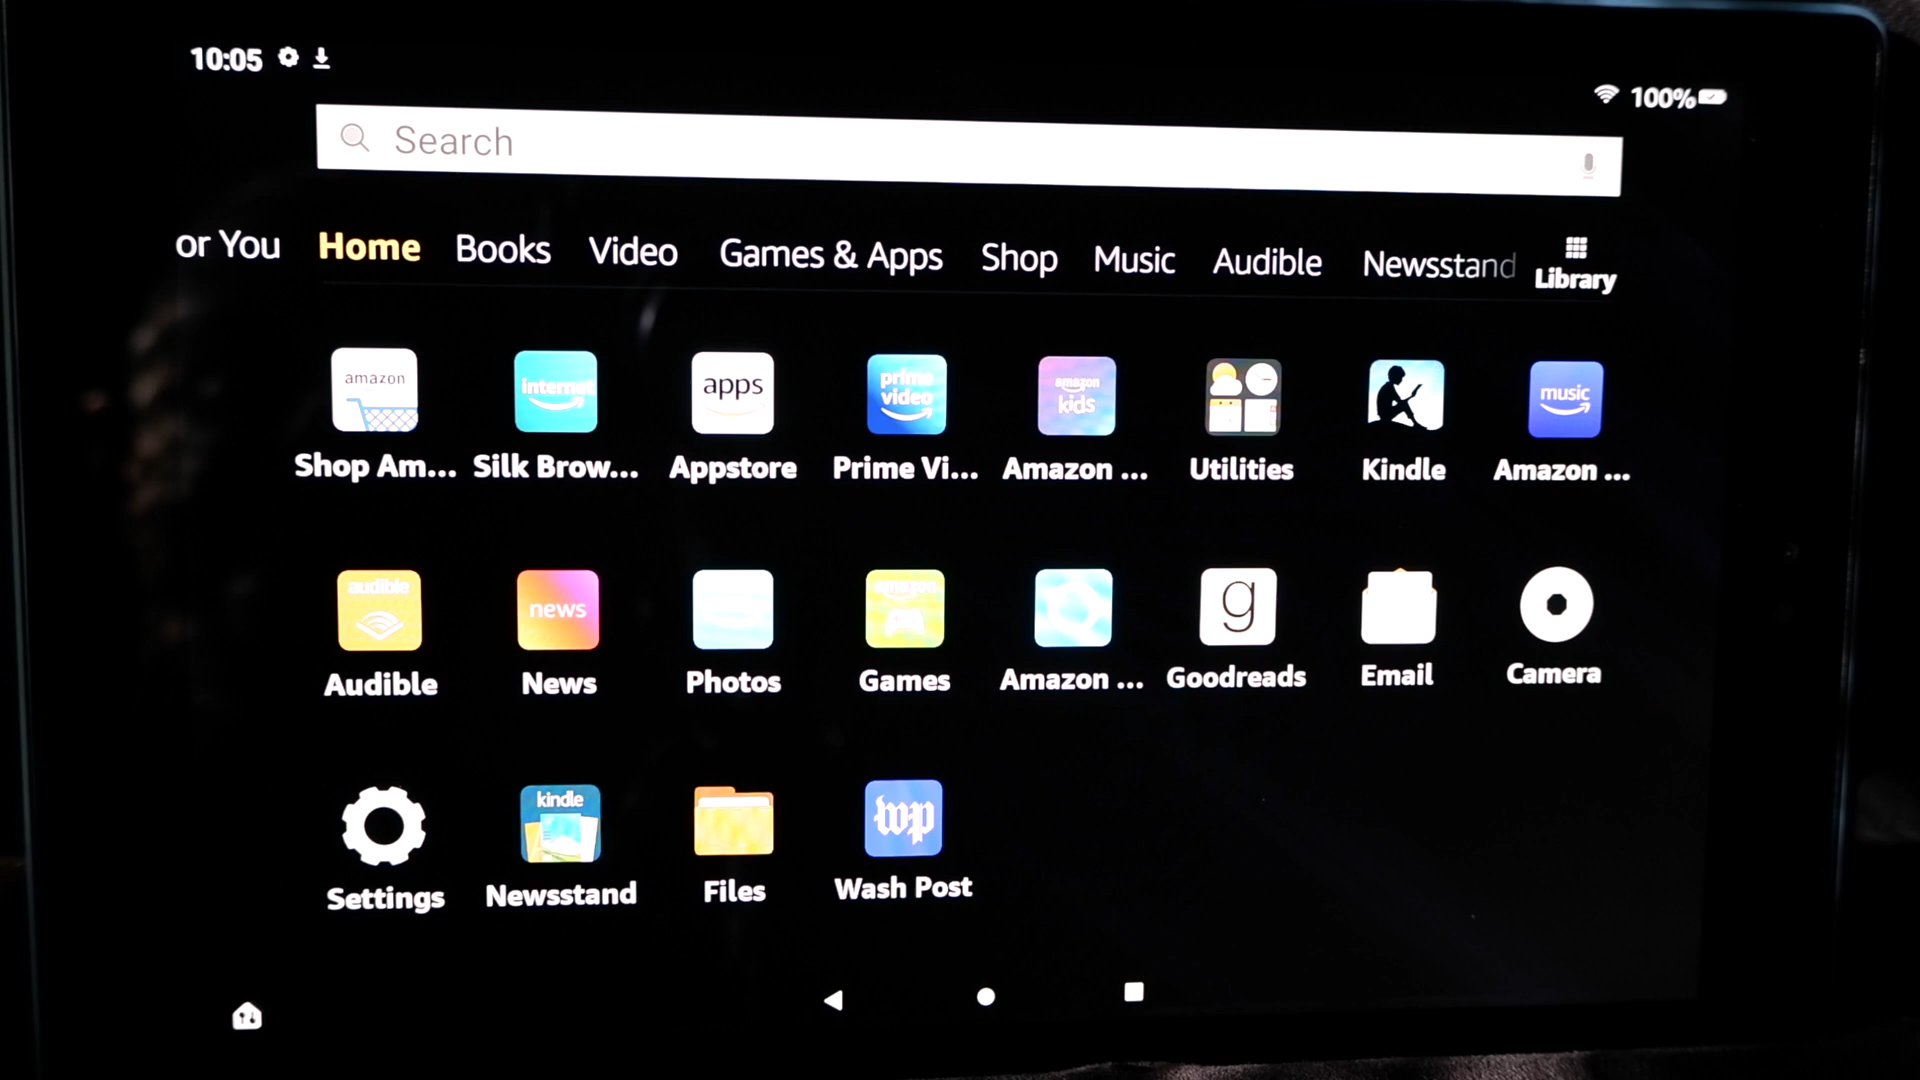 10:05
100%
Search
or You Home Books Video Games & Apps Shop Music Audible Newsstand Library
amazon internet apps prime video amazon kids music
Shop Am... Silk Brow... Appstore Prime Vi... Amazon ... Utilities Kindle Amazon ...
audible news amazon g
Audible News Photos Games Amazon ... Goodreads Email Camera
kindle wp
Settings Newsstand Files Wash Post